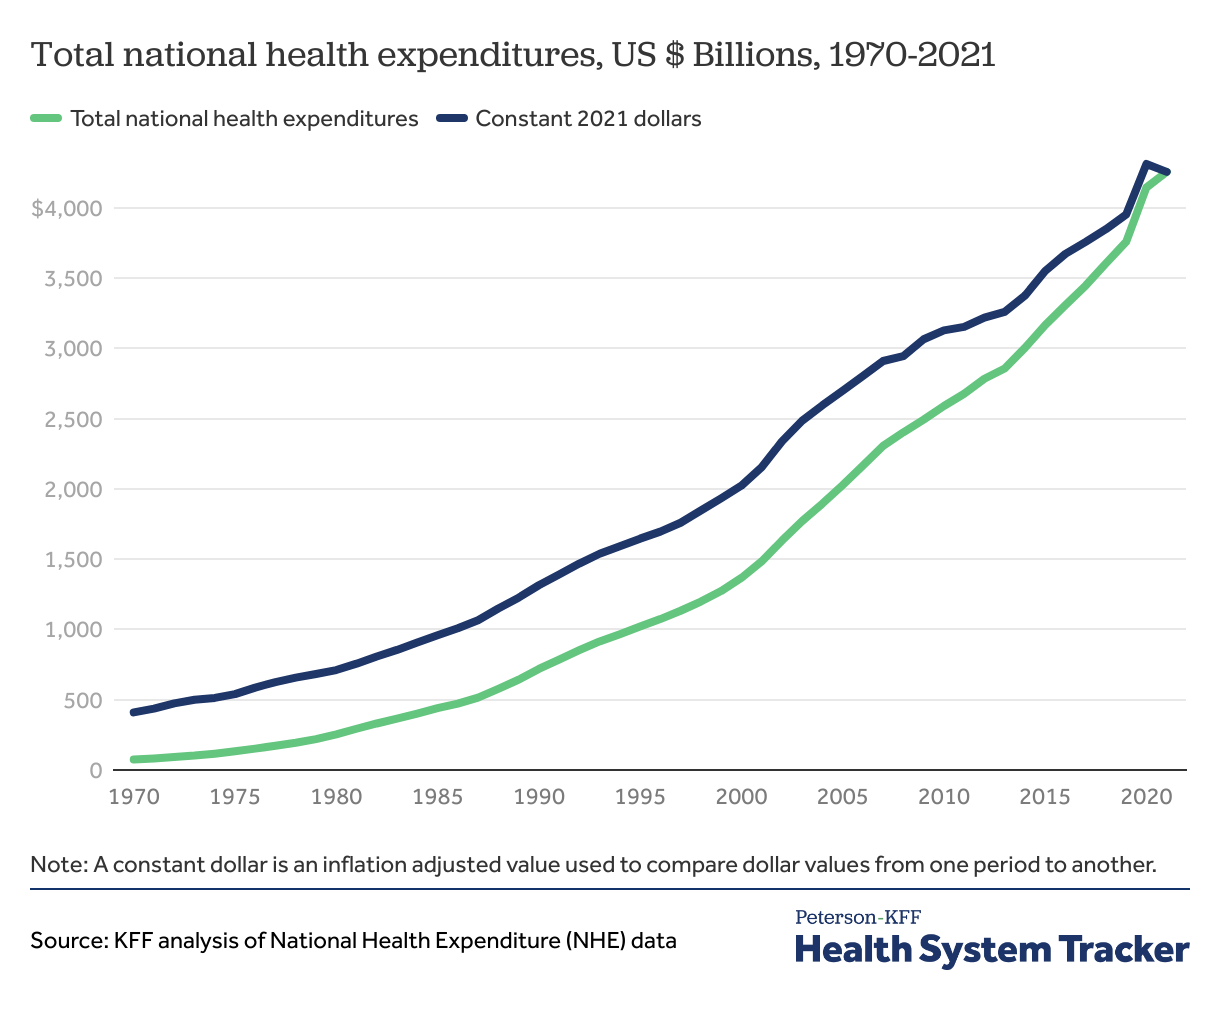 Total national health expenditures, US $ Billions, 1970-2021
Total national health expenditures Constant 2021 dollars
$4,000
3,500
3,000
2,500
2,000
1,500
1,000
500
0
1970 1975 1980 1985 1990 1995 2000 2005 2010 2015 2020
Note: A constant dollar is an inflation adjusted value used to compare dollar values from one period to another.
Source: KFF analysis of National Health Expenditure (NHE) data
Peterson-KFF
Health System Tracker